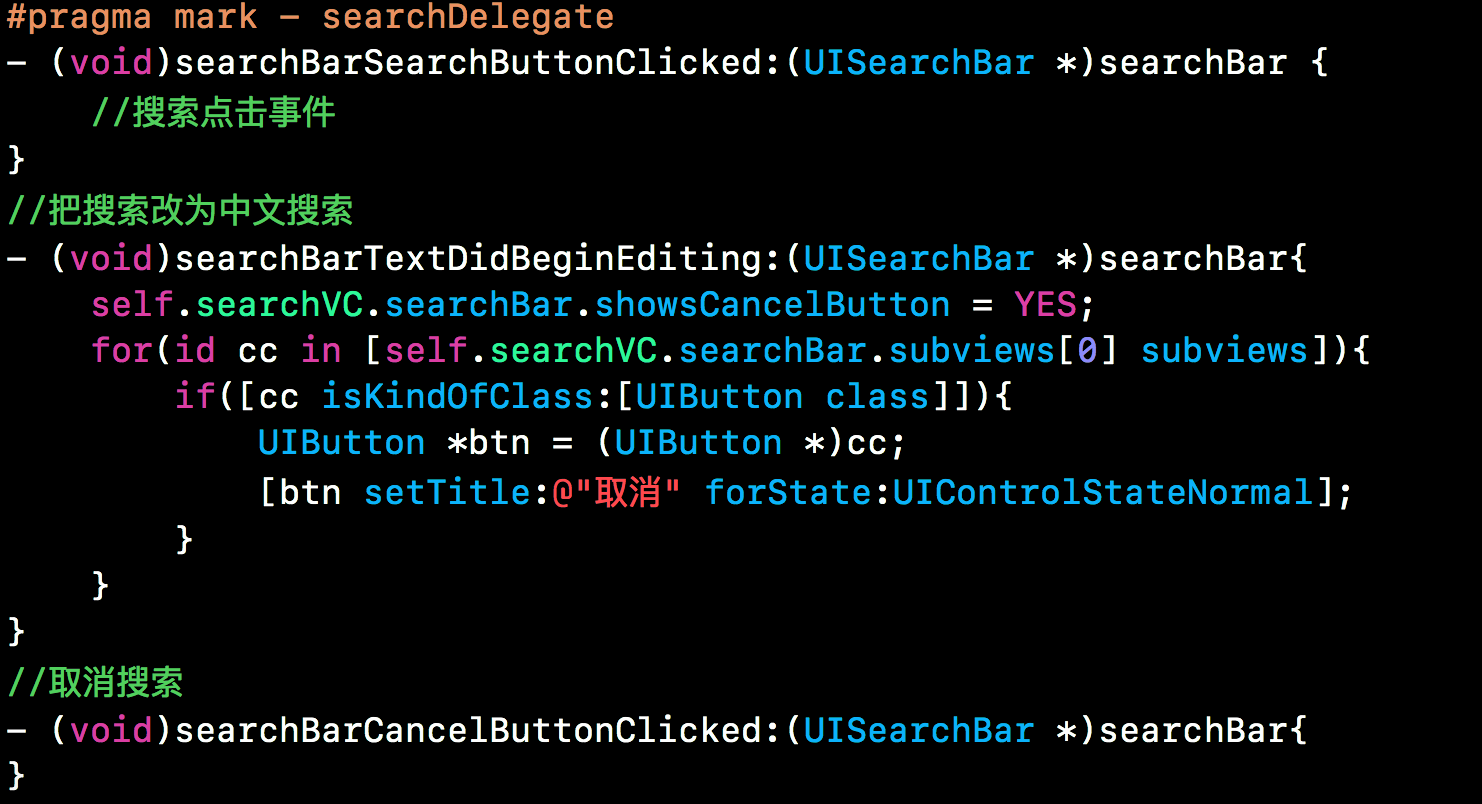 #pragma mark - searchDelegate
- (void)searchBarSearchButtonClicked:(UISearchBar *)searchBar {
    //搜索点击事件
}
//把搜索改为中文搜索
- (void)searchBarTextDidBeginEditing:(UISearchBar *)searchBar{
    self.searchVC.searchBar.showsCancelButton = YES;
    for(id cc in [self.searchVC.searchBar.subviews[0] subviews]){
        if([cc isKindOfClass:[UIButton class]]){
            UIButton *btn = (UIButton *)cc;
            [btn setTitle:@"取消" forState:UIControlStateNormal];
        }
    }
}
//取消搜索
- (void)searchBarCancelButtonClicked:(UISearchBar *)searchBar{
}